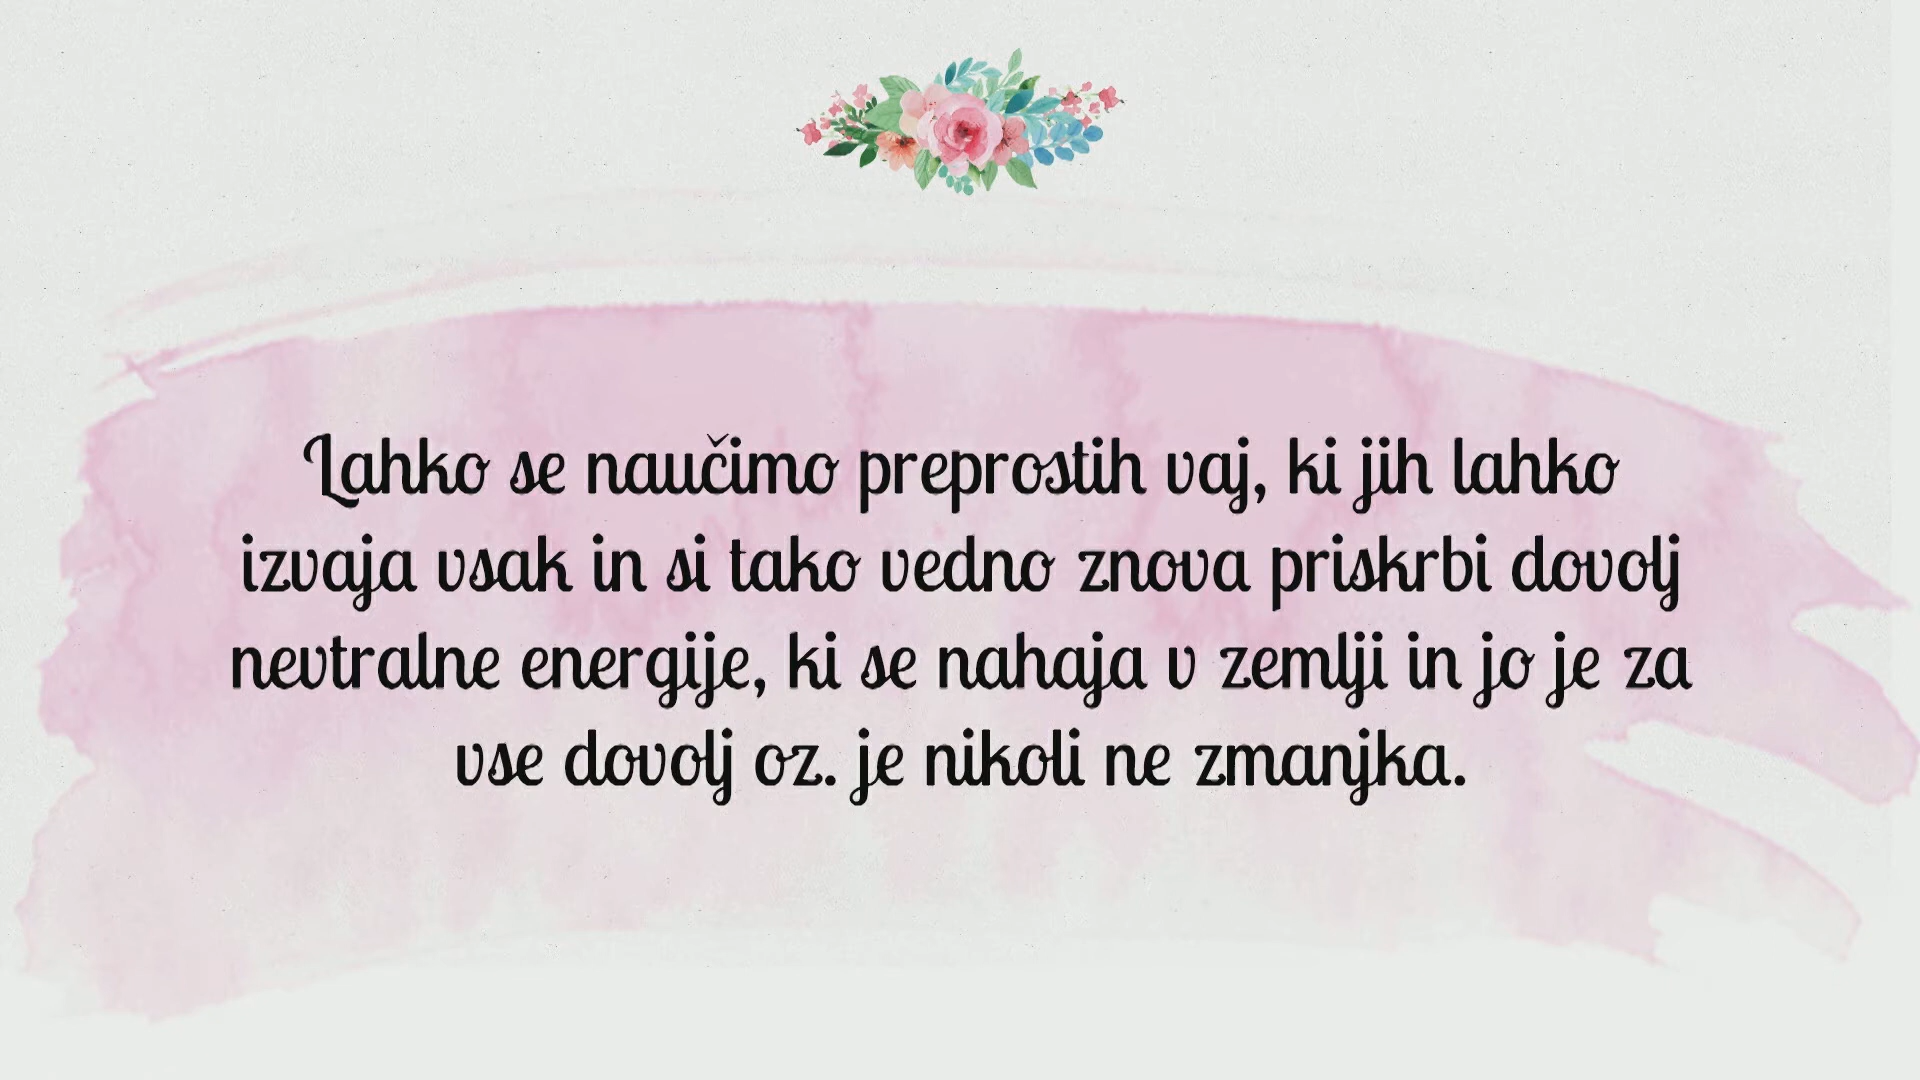 Lahko se naučimo preprostih vaj, ki jih lahko
izvaja vsak in si tako vedno znova priskrbi dovolj
nevtralne energije, ki se nahaja v zemlji in jo je za
vse dovolj oz. je nikoli ne zmanjka.